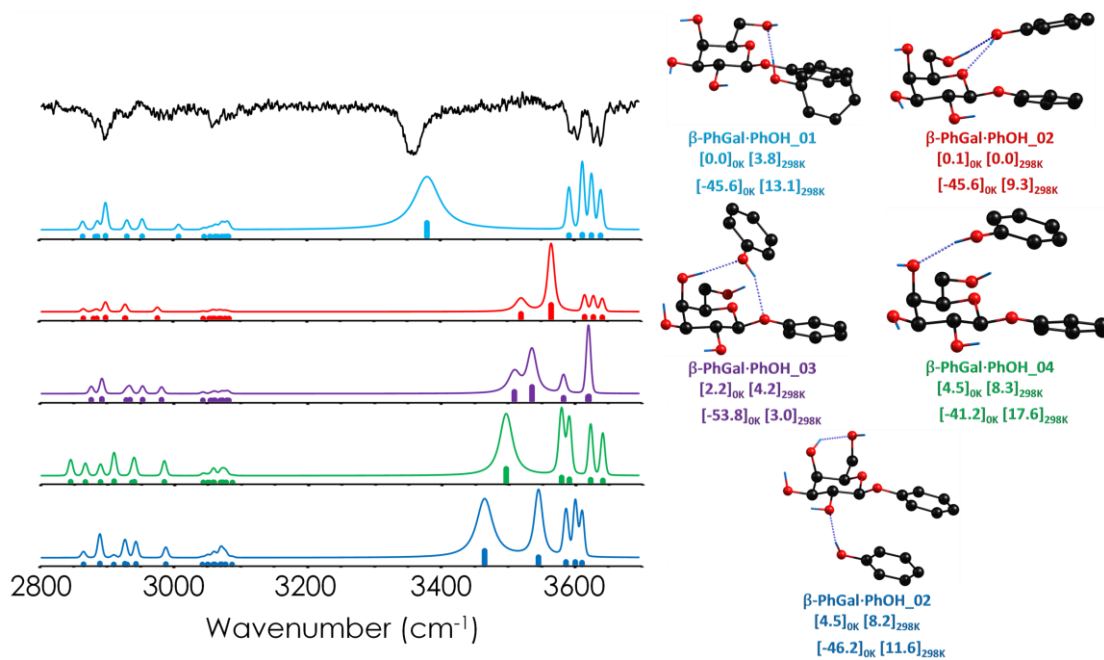 β-PhGal·PhOH_01
[0.0]0K [3.8]298K
[-45.6]0K [13.1]298K
β-PhGal·PhOH_02
[0.1]0K [0.0]298K
[-45.6]0K [9.3]298K
β-PhGal·PhOH_03
[2.2]0K [4.2]298K
[-53.8]0K [3.0]298K
β-PhGal·PhOH_04
[4.5]0K [8.3]298K
[-41.2]0K [17.6]298K
β-PhGal·PhOH_02
[4.5]0K [8.2]298K
[-46.2]0K [11.6]298K
2800 3000 3200 3400 3600
Wavenumber (cm-1)